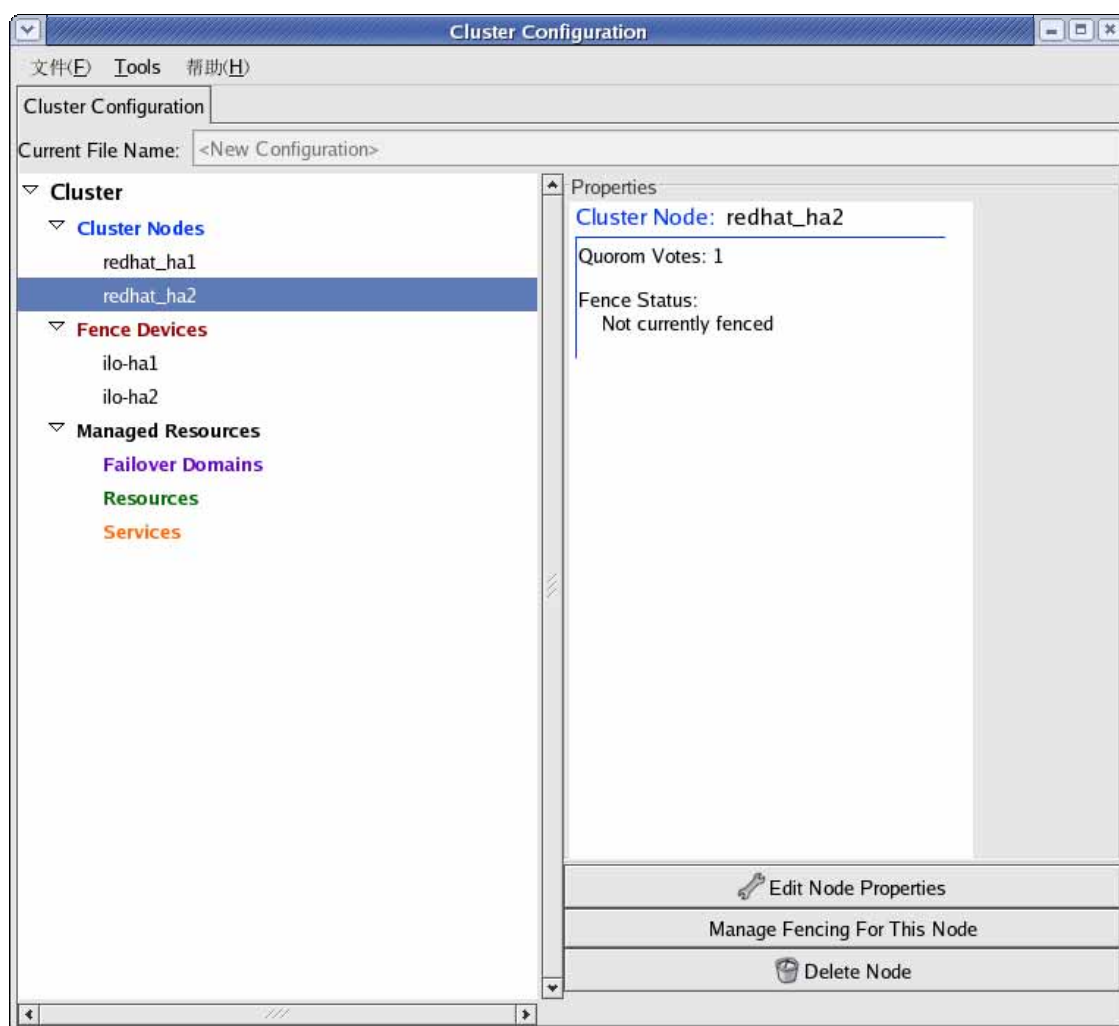 Cluster Configuration
文件(F) Tools 帮助(H)
Cluster Configuration
Current File Name: <New Configuration>
Cluster
Cluster Nodes
redhat_ha1
redhat_ha2
Fence Devices
ilo-ha1
ilo-ha2
Managed Resources
Failover Domains
Resources
Services
Properties
Cluster Node: redhat_ha2
Quorom Votes: 1
Fence Status:
Not currently fenced
Edit Node Properties
Manage Fencing For This Node
Delete Node